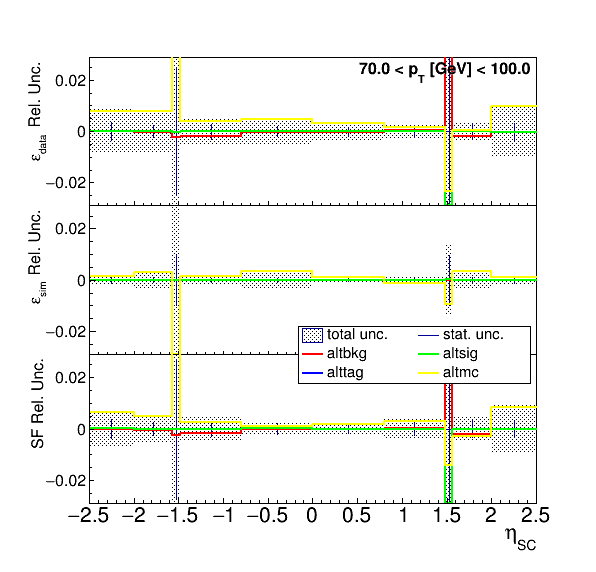 70.0 < p_T [GeV] < 100.0
ε_data Rel. Unc.
0.02
0
−0.02
ε_sim Rel. Unc.
0.02
0
−0.02
total unc. stat. unc.
altbkg altsig
alttag altmc
SF Rel. Unc.
0.02
0
−0.02
−2.5 −2 −1.5 −1 −0.5 0 0.5 1 1.5 2 2.5
η_SC